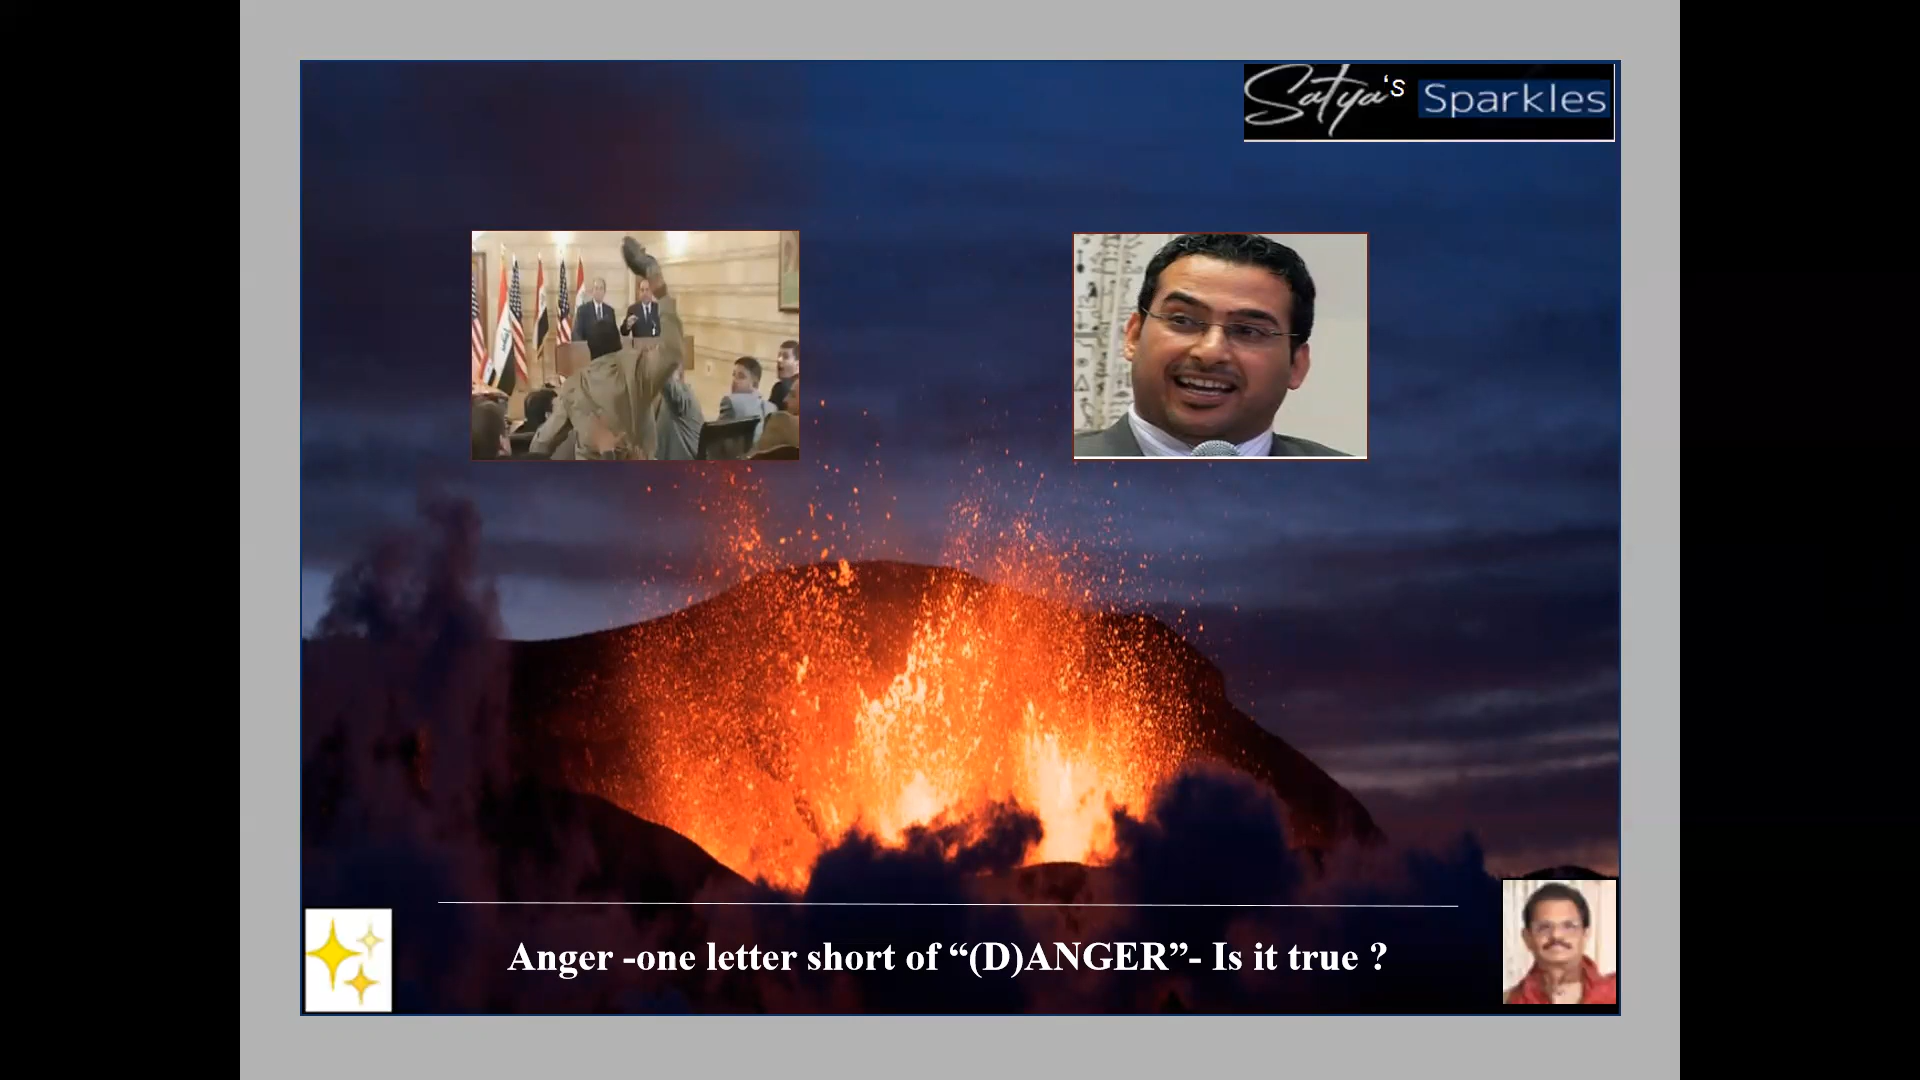 Satya‘s Sparkles
Anger -one letter short of “(D)ANGER”- Is it true ?